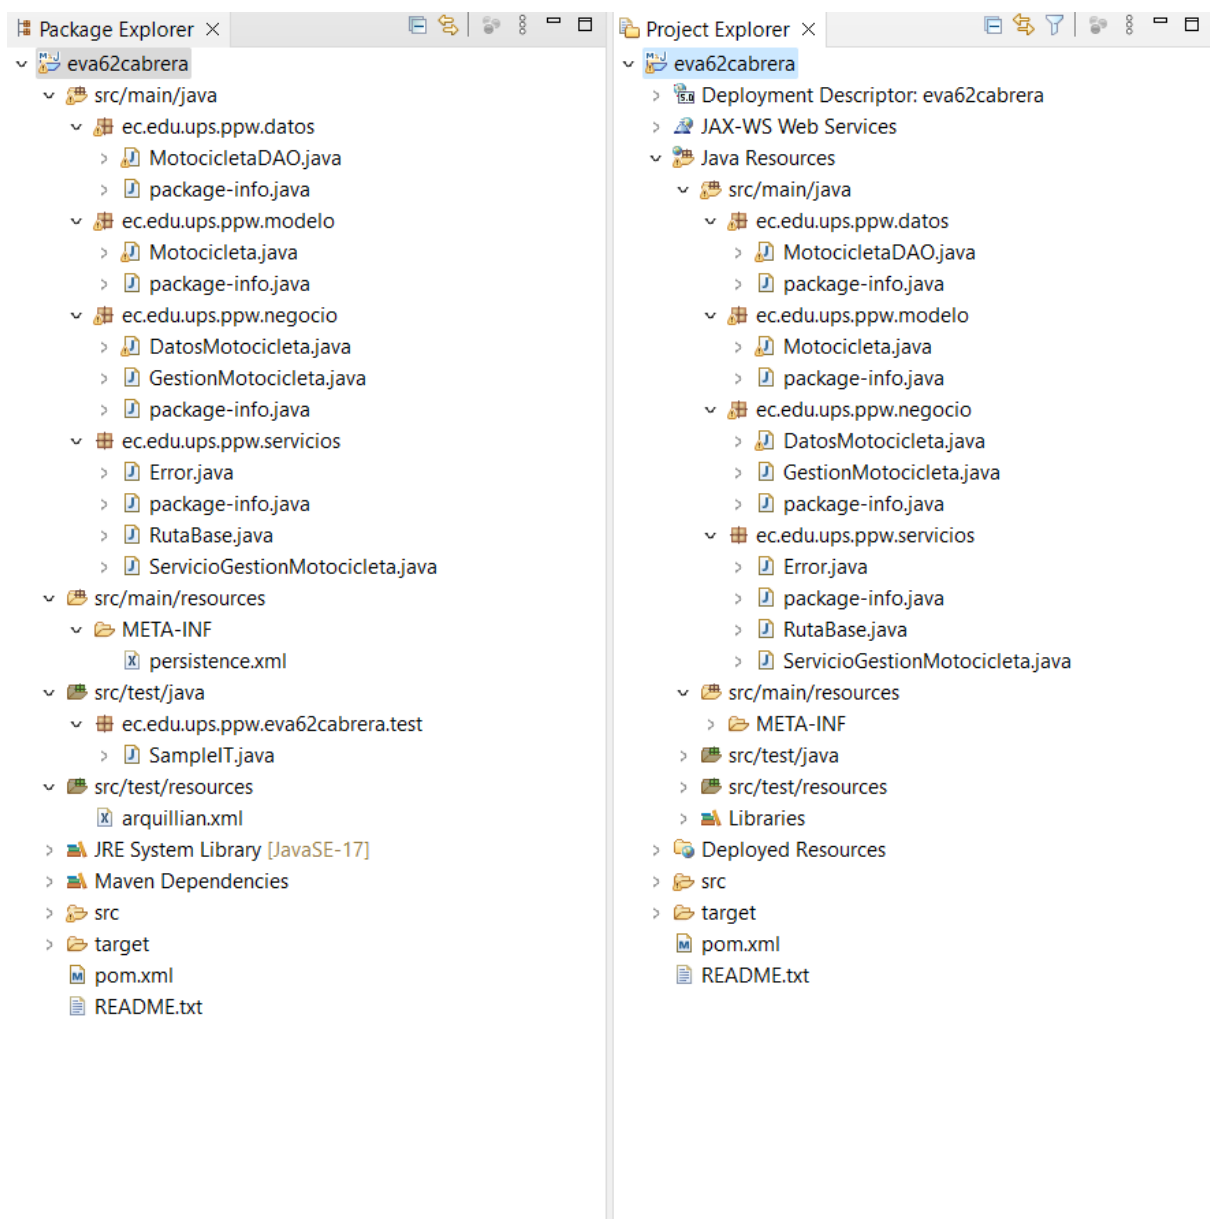 Package Explorer
eva62cabrera
src/main/java
ec.edu.ups.ppw.datos
MotocicletaDAO.java
package-info.java
ec.edu.ups.ppw.modelo
Motocicleta.java
package-info.java
ec.edu.ups.ppw.negocio
DatosMotocicleta.java
GestionMotocicleta.java
package-info.java
ec.edu.ups.ppw.servicios
Error.java
package-info.java
RutaBase.java
ServicioGestionMotocicleta.java
src/main/resources
META-INF
persistence.xml
src/test/java
ec.edu.ups.ppw.eva62cabrera.test
SampleIT.java
src/test/resources
arquillian.xml
JRE System Library [JavaSE-17]
Maven Dependencies
src
target
pom.xml
README.txt
Project Explorer
eva62cabrera
Deployment Descriptor: eva62cabrera
JAX-WS Web Services
Java Resources
src/main/java
ec.edu.ups.ppw.datos
MotocicletaDAO.java
package-info.java
ec.edu.ups.ppw.modelo
Motocicleta.java
package-info.java
ec.edu.ups.ppw.negocio
DatosMotocicleta.java
GestionMotocicleta.java
package-info.java
ec.edu.ups.ppw.servicios
Error.java
package-info.java
RutaBase.java
ServicioGestionMotocicleta.java
src/main/resources
META-INF
src/test/java
src/test/resources
Libraries
Deployed Resources
src
target
pom.xml
README.txt